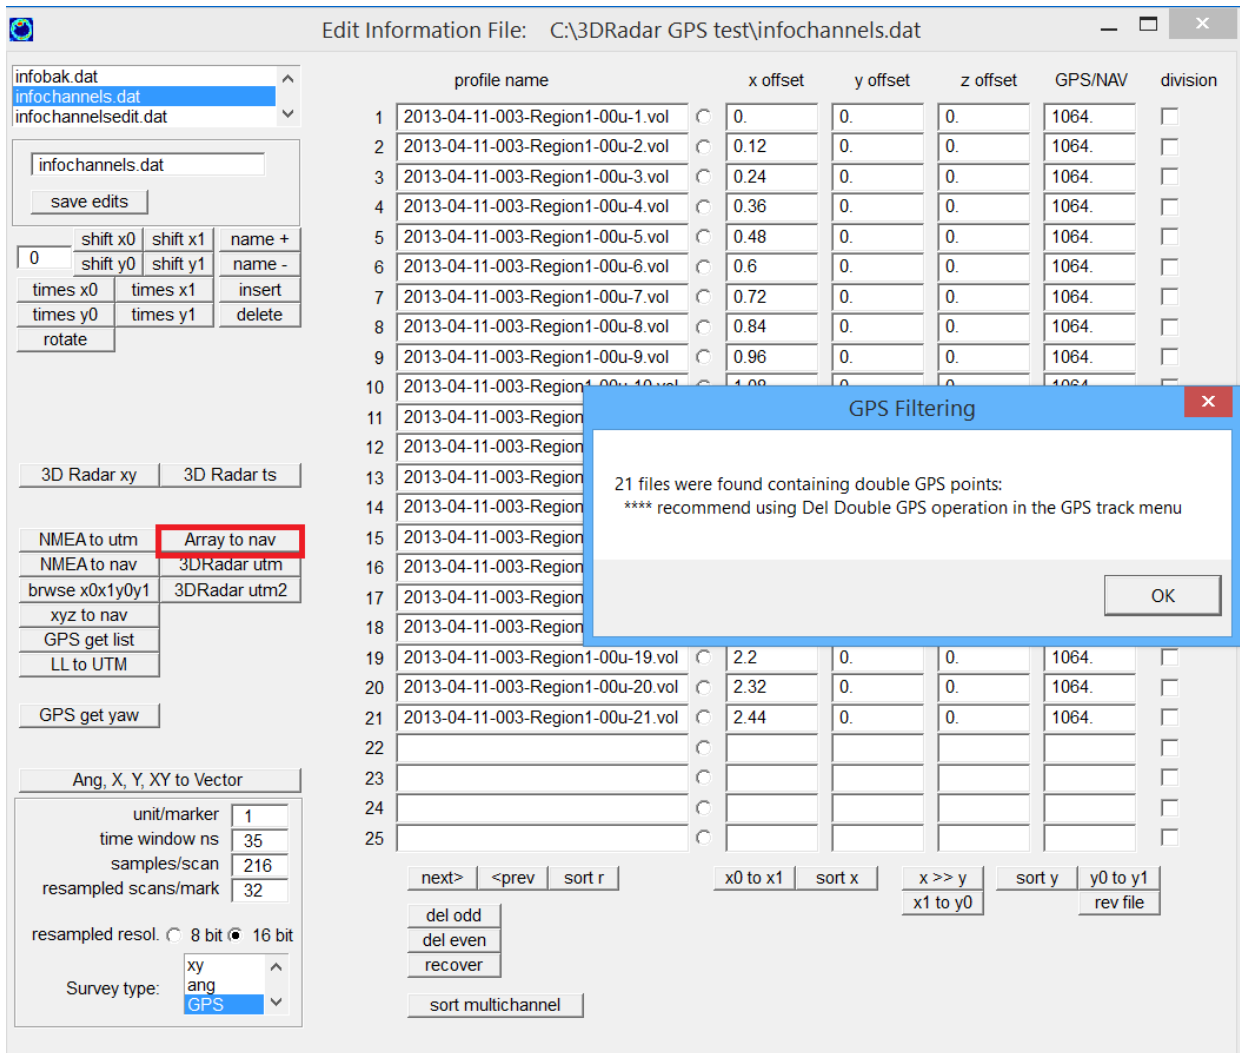 Edit Information File:    C:\3DRadar GPS test\infochannels.dat
infobak.dat
infochannels.dat
infochannelsedit.dat
infochannels.dat
save edits
shift x0 shift x1 name +
0 shift y0 shift y1 name -
times x0 times x1 insert
times y0 times y1 delete
rotate
3D Radar xy 3D Radar ts
NMEA to utm Array to nav
NMEA to nav 3DRadar utm
brwse x0x1y0y1 3DRadar utm2
xyz to nav
GPS get list
LL to UTM
GPS get yaw
Ang, X, Y, XY to Vector
unit/marker 1
time window ns 35
samples/scan 216
resampled scans/mark 32
resampled resol. 8 bit 16 bit
Survey type: xy
ang
GPS
profile name x offset y offset z offset GPS/NAV division
1 2013-04-11-003-Region1-00u-1.vol 0. 0. 0. 1064.
2 2013-04-11-003-Region1-00u-2.vol 0.12 0. 0. 1064.
3 2013-04-11-003-Region1-00u-3.vol 0.24 0. 0. 1064.
4 2013-04-11-003-Region1-00u-4.vol 0.36 0. 0. 1064.
5 2013-04-11-003-Region1-00u-5.vol 0.48 0. 0. 1064.
6 2013-04-11-003-Region1-00u-6.vol 0.6 0. 0. 1064.
7 2013-04-11-003-Region1-00u-7.vol 0.72 0. 0. 1064.
8 2013-04-11-003-Region1-00u-8.vol 0.84 0. 0. 1064.
9 2013-04-11-003-Region1-00u-9.vol 0.96 0. 0. 1064.
10 2013-04-11-003-Region1-00u-10.vol 1.08 0. 0. 1064.
11 2013-04-11-003-Region
12 2013-04-11-003-Region
13 2013-04-11-003-Region
14 2013-04-11-003-Region
15 2013-04-11-003-Region
16 2013-04-11-003-Region
17 2013-04-11-003-Region
18 2013-04-11-003-Region
19 2013-04-11-003-Region1-00u-19.vol 2.2 0. 0. 1064.
20 2013-04-11-003-Region1-00u-20.vol 2.32 0. 0. 1064.
21 2013-04-11-003-Region1-00u-21.vol 2.44 0. 0. 1064.
22
23
24
25
GPS Filtering
21 files were found containing double GPS points:
**** recommend using Del Double GPS operation in the GPS track menu
OK
next> <prev sort r x0 to x1 sort x x >> y sort y y0 to y1
x1 to y0 rev file
del odd
del even
recover
sort multichannel